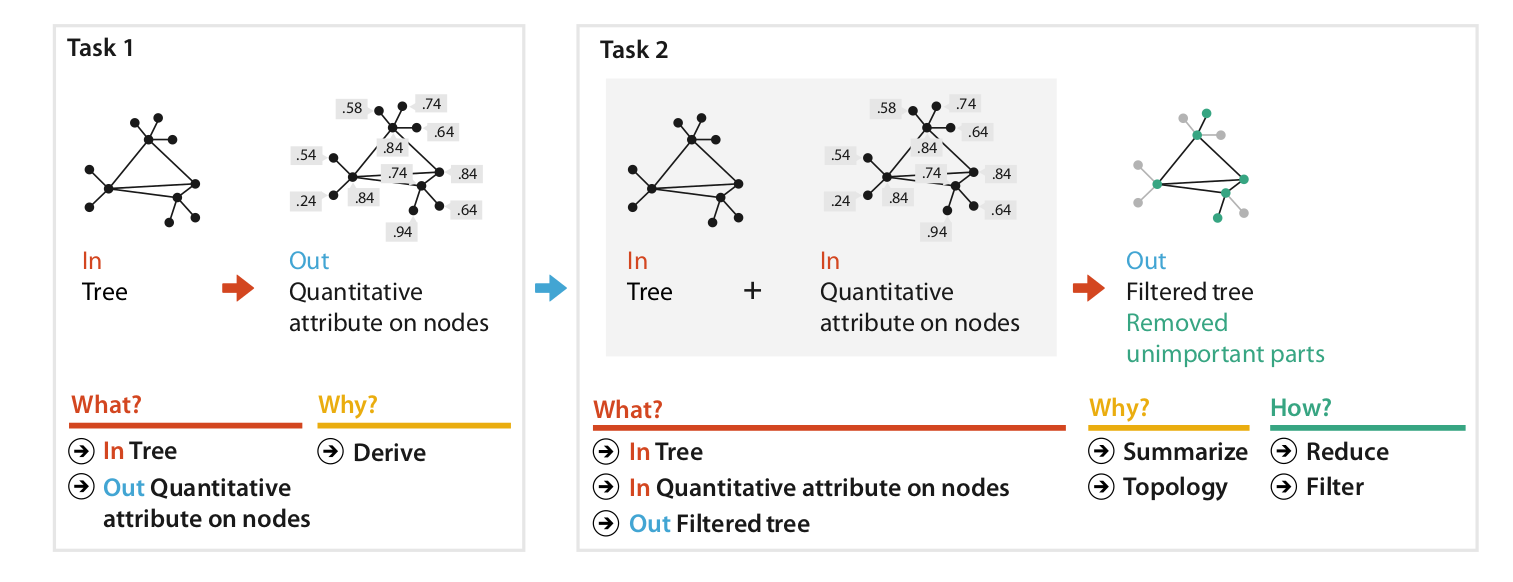 Task 1
.58
.74
.64
.84
.54
.74
.84
.24
.84
.64
.94
In
Tree
Out
Quantitative
attribute on nodes
What?
In Tree
Out Quantitative
attribute on nodes
Why?
Derive
Task 2
.58
.74
.64
.84
.54
.74
.84
.24
.84
.64
.94
In
Tree
+
In
Quantitative
attribute on nodes
Out
Filtered tree
Removed
unimportant parts
What?
In Tree
In Quantitative attribute on nodes
Out Filtered tree
Why?
Summarize
Topology
How?
Reduce
Filter